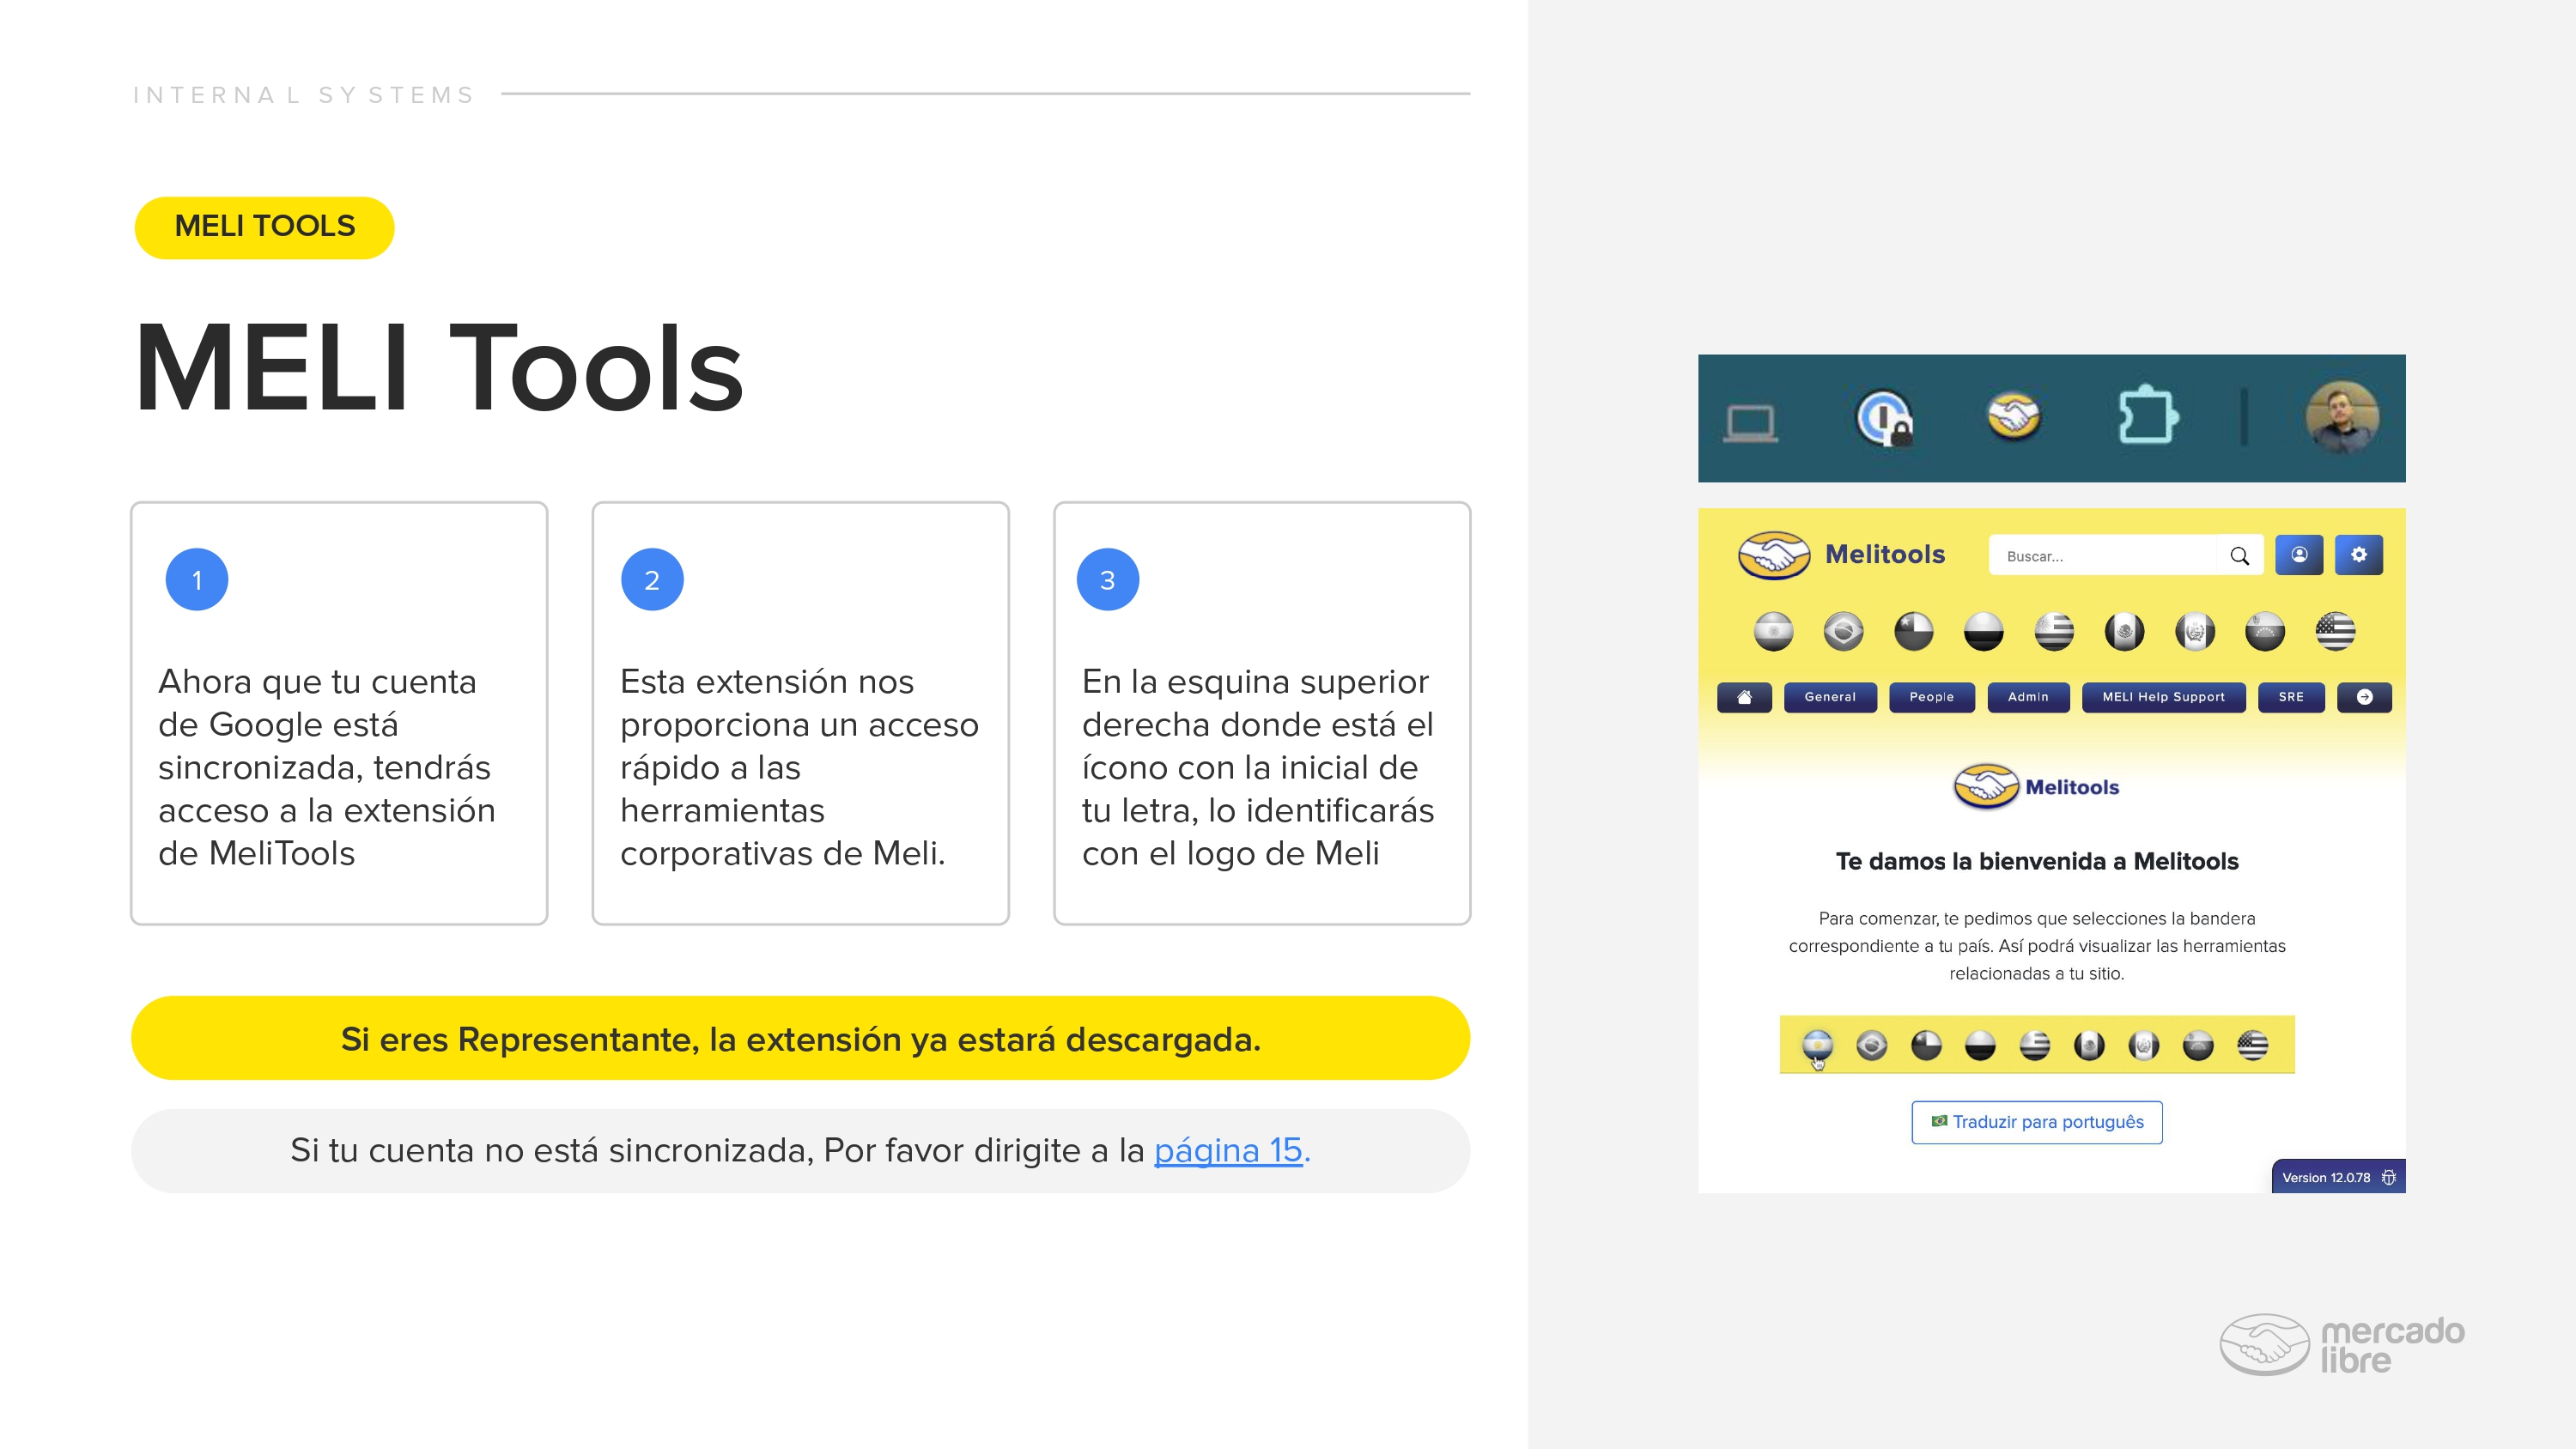 INTERNAL SYSTEMS
MELI TOOLS
MELI Tools
1
Ahora que tu cuenta
de Google está
sincronizada, tendrás
acceso a la extensión
de MeliTools
2
Esta extensión nos
proporciona un acceso
rápido a las
herramientas
corporativas de Meli.
3
En la esquina superior
derecha donde está el
ícono con la inicial de
tu letra, lo identificarás
con el logo de Meli
Si eres Representante, la extensión ya estará descargada.
Si tu cuenta no está sincronizada, Por favor dirigite a la página 15.
Melitools
Buscar...
General People Admin MELI Help Support SRE
Melitools
Te damos la bienvenida a Melitools
Para comenzar, te pedimos que selecciones la bandera
correspondiente a tu país. Así podrá visualizar las herramientas
relacionadas a tu sitio.
Traduzir para português
Version 12.0.78
mercado
libre